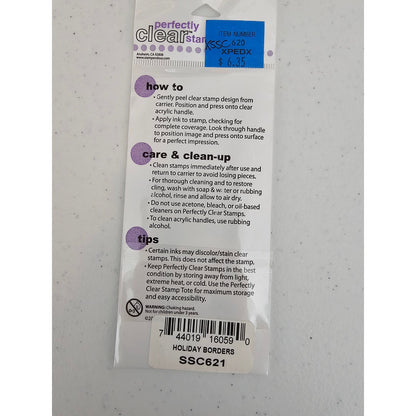 perfectly
clear™
stam
Anaheim, CA 92806
ITEM NUMBER
XSSC 620
XPEDX
$ 6.35
how to
• Gently peel clear stamp design from
carrier. Position and press onto clear
acrylic handle.
• Apply ink to stamp, checking for
complete coverage. Look through handle
to position image and press onto surface
for a perfect impression.
care & clean-up
• Clean stamps immediately after use and
return to carrier to avoid losing pieces.
• For thorough cleaning and to restore
cling, wash with soap & water or rubbing
alcohol, rinse and allow to air dry.
• Do not use acetone, bleach, or oil-based
cleaners on Perfectly Clear Stamps.
• To clean acrylic handles, use rubbing
alcohol.
tips
• Certain inks may discolor/stain clear
stamps. This does not affect the stamp.
• Keep Perfectly Clear Stamps in the best
condition by storing away from light,
extreme heat, or cold. Use the Perfectly
Clear Stamp Tote for maximum storage
and easy accessibility.
WARNING: Choking hazard.
Not for children under 3 years.
7 44019 16059 0
HOLIDAY BORDERS
SSC621